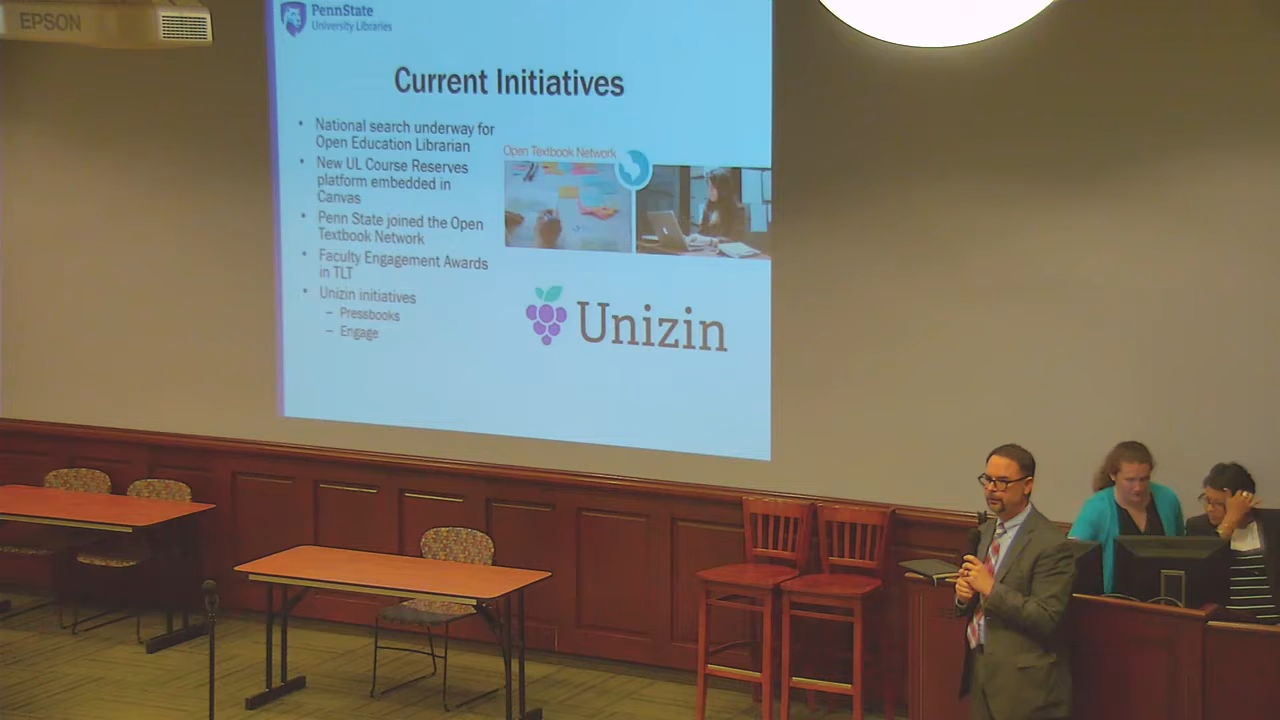 EPSON
PennState
University Libraries
Current Initiatives
• National search underway for
Open Education Librarian
• New UL Course Reserves
platform embedded in
Canvas
• Penn State joined the Open
Textbook Network
• Faculty Engagement Awards
in TLT
• Unizin initiatives
– Pressbooks
– Engage
Open Textbook Network
Unizin